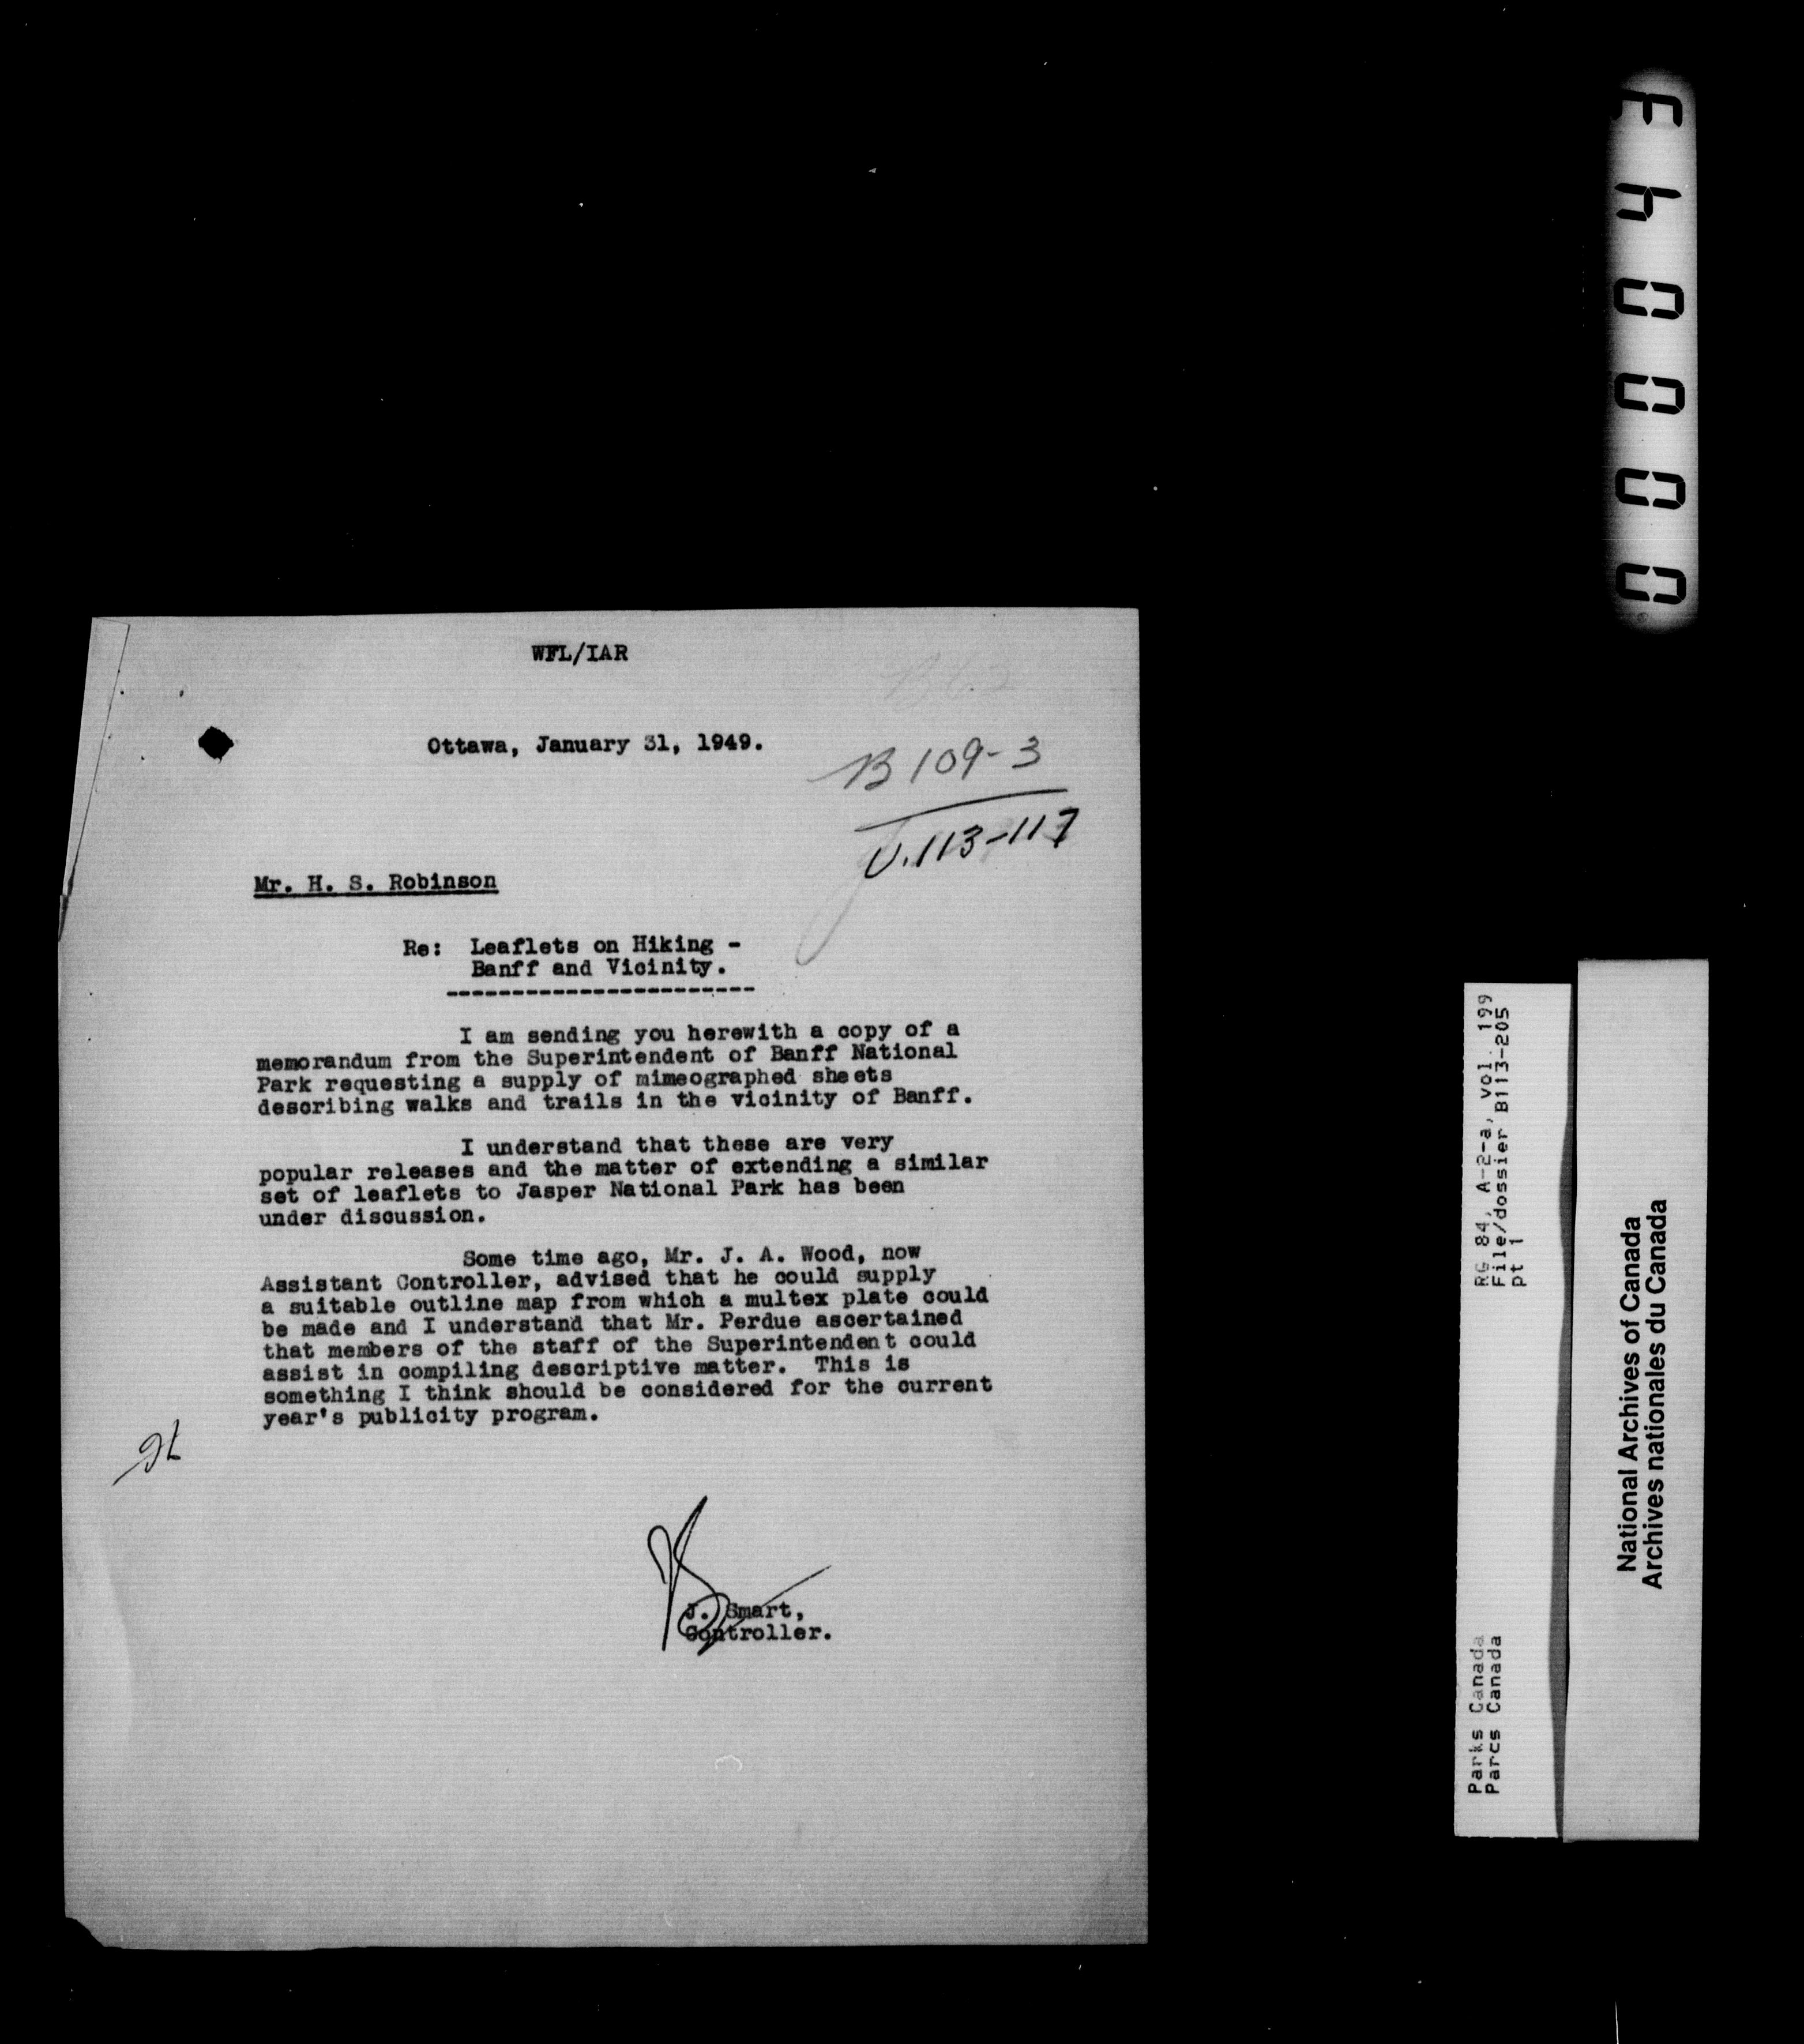 WFL/IAR
Ottawa, January 31, 1949.
B 109-3
U.113-117
Mr. H. S. Robinson
Re: Leaflets on Hiking -
Banff and Vicinity.
I am sending you herewith a copy of a
memorandum from the Superintendent of Banff National
Park requesting a supply of mimeographed sheets
describing walks and trails in the vicinity of Banff.
I understand that these are very
popular releases and the matter of extending a similar
set of leaflets to Jasper National Park has been
under discussion.
Some time ago, Mr. J. A. Wood, now
Assistant Controller, advised that he could supply
a suitable outline map from which a multex plate could
be made and I understand that Mr. Perdue ascertained
that members of the staff of the Superintendent could
assist in compiling descriptive matter. This is
something I think should be considered for the current
year's publicity program.
J. Smart,
Controller.
Parks Canada
Parcs Canada
RG 84, A-2-a, vol. 199
File/dossier B113-205
pt 1
National Archives of Canada
Archives nationales du Canada